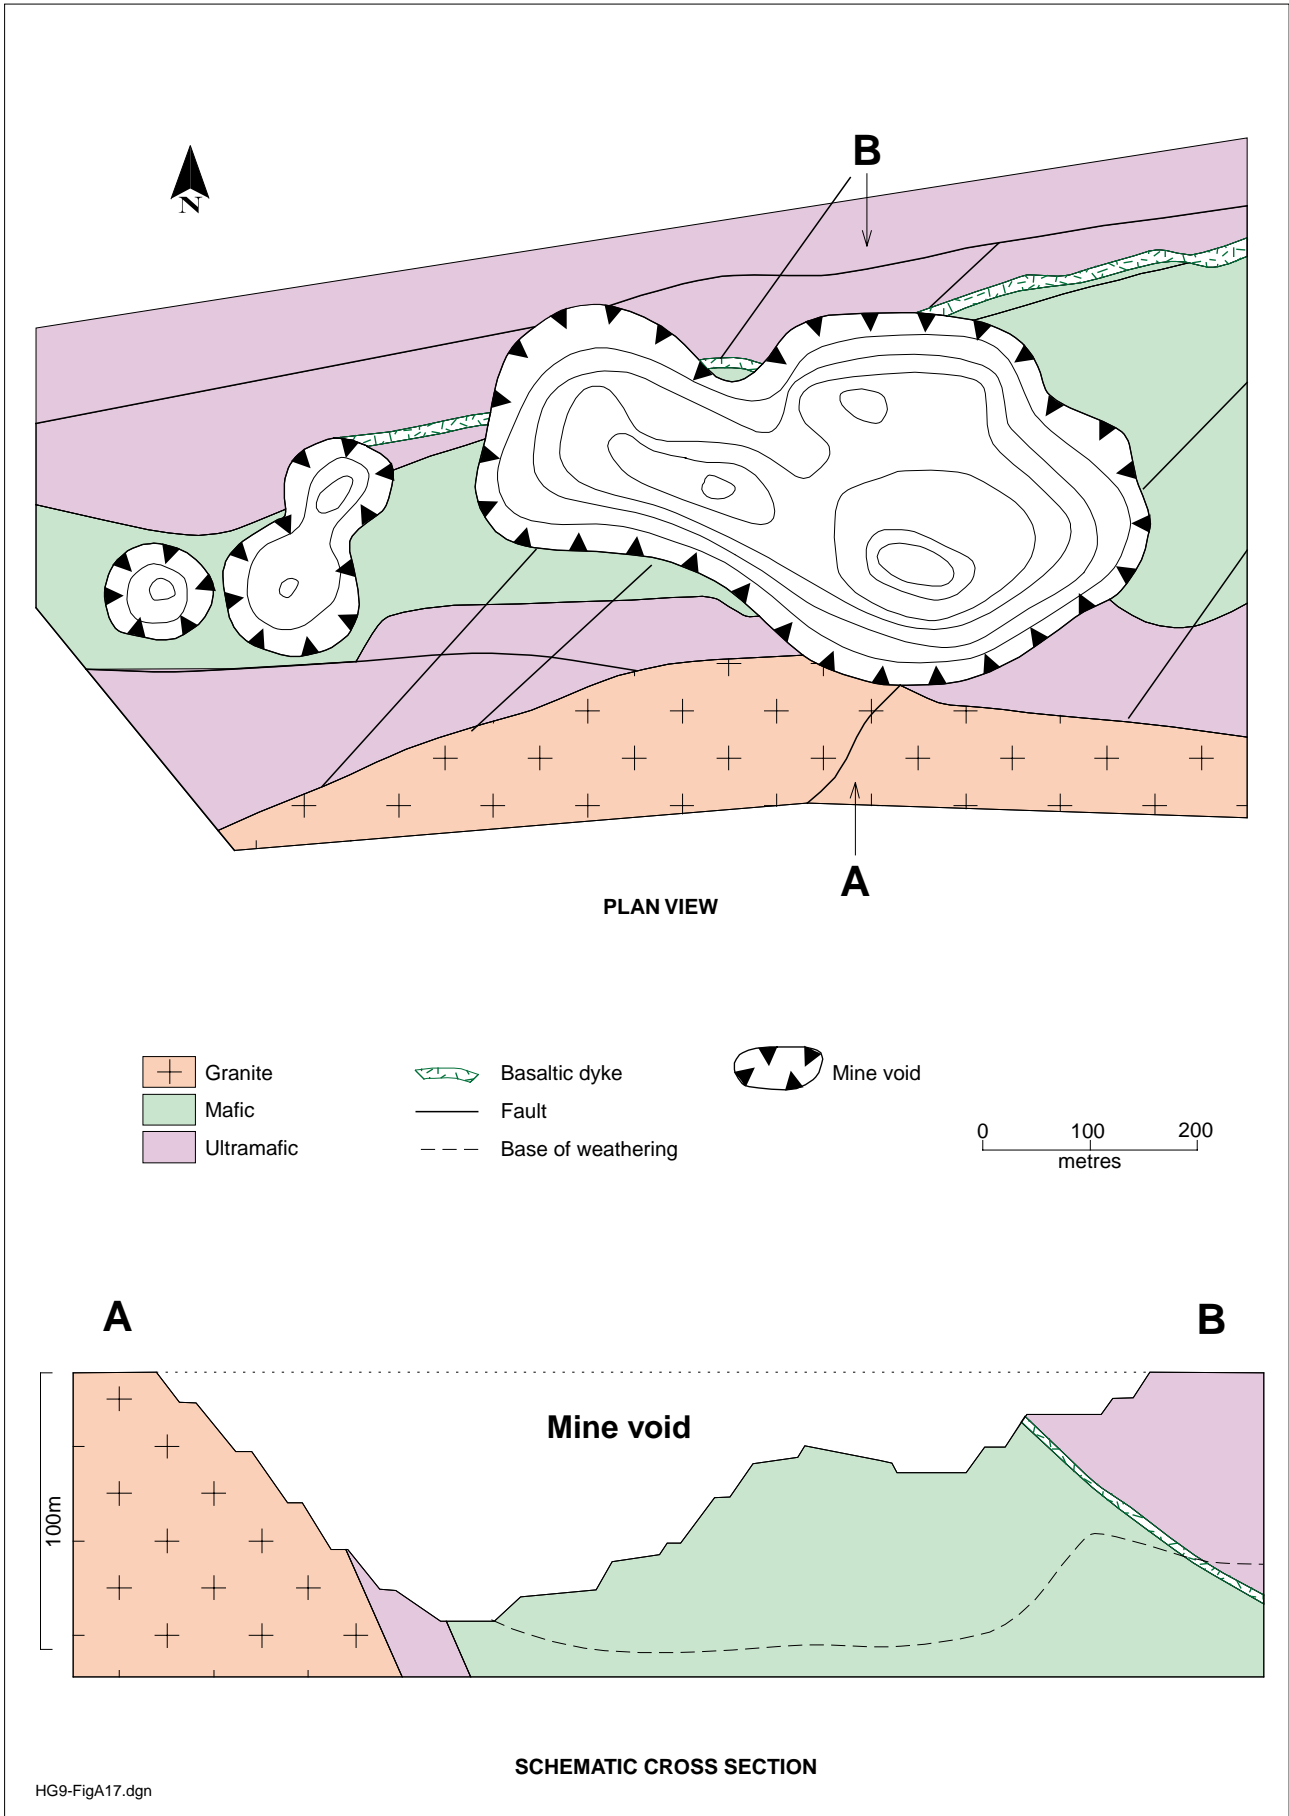 B
N
A
PLAN VIEW
Granite
Basaltic dyke
Mine void
Mafic
Fault
Ultramafic
Base of weathering
0 100 200
metres
A B
Mine void
100m
SCHEMATIC CROSS SECTION
HG9-FigA17.dgn